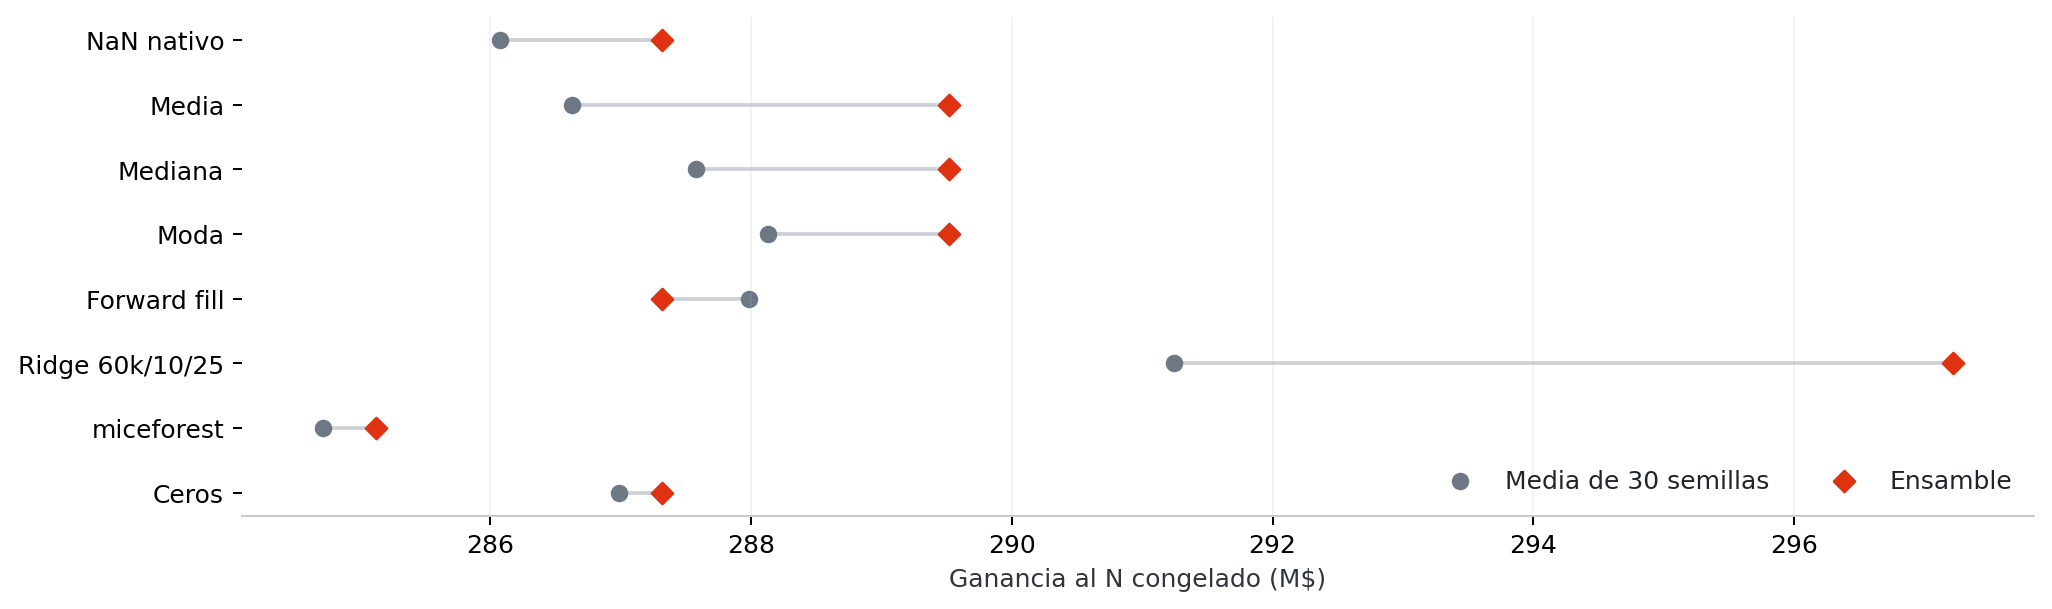 NaN nativo
Media
Mediana
Moda
Forward fill
Ridge 60k/10/25
miceforest
Ceros
Media de 30 semillas
Ensamble
286 288 290 292 294 296
Ganancia al N congelado (M$)